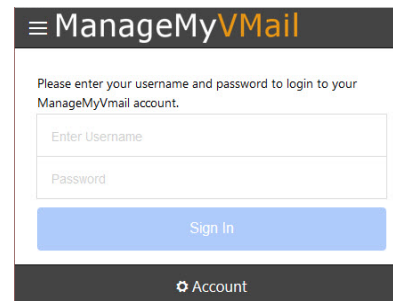 ManageMyVMail
Please enter your username and password to login to your
ManageMyVmail account.
Enter Username
Password
Sign In
Account